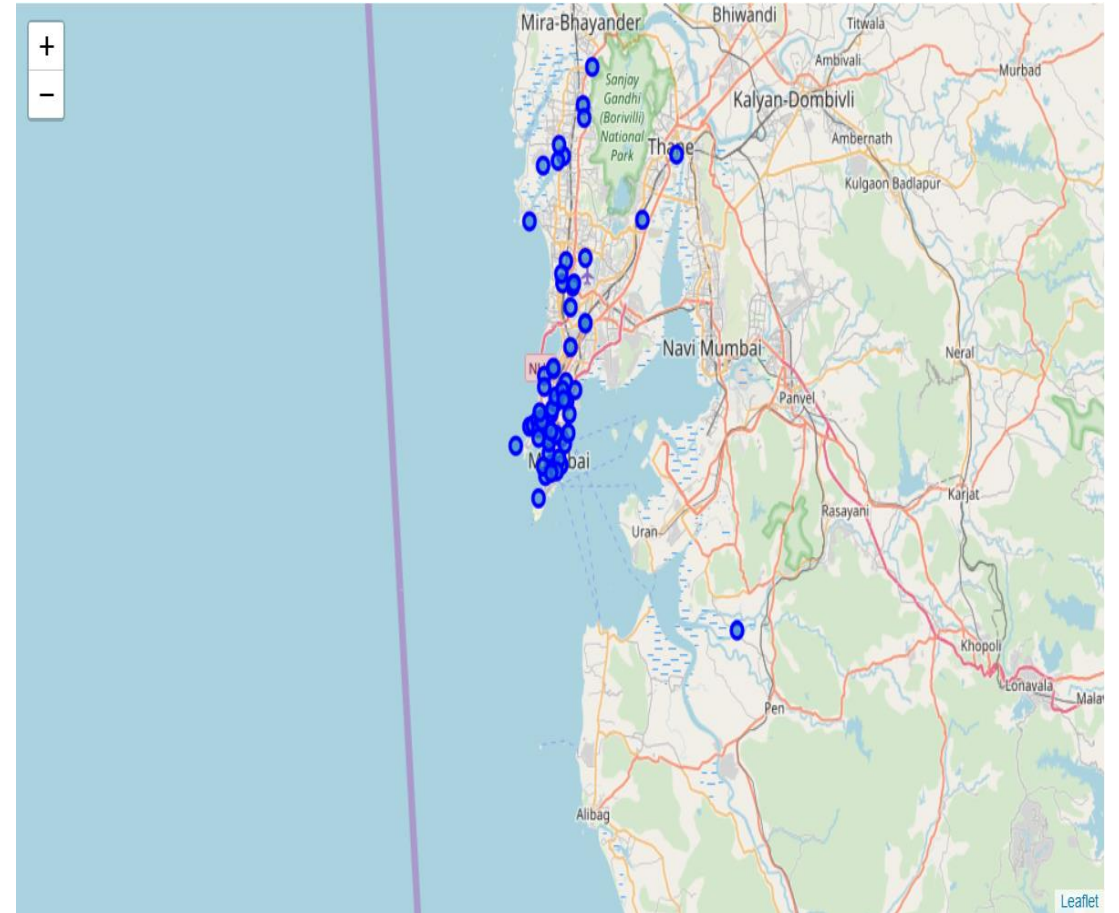 +
−
Mira-Bhayander
Bhiwandi
Titwala
Ambivali
Murbad
Sanjay
Gandhi
(Borivilli)
National
Park
Kalyan-Dombivli
Ambernath
Thane
Kulgaon Badlapur
Navi Mumbai
Neral
Panvel
Karjat
Rasayani
Uran
Khopoli
Lonavala
Pen
Alibag
Leaflet